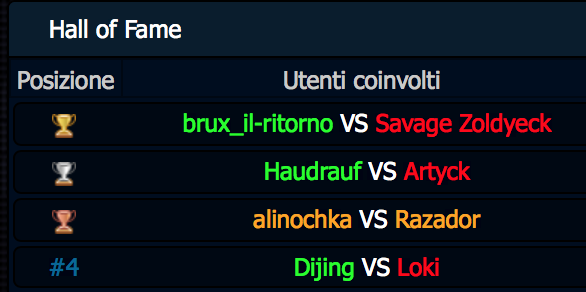 Hall of Fame
Posizione Utenti coinvolti
brux_il-ritorno VS Savage Zoldyeck
Haudrauf VS Artyck
alinochka VS Razador
#4 Dijing VS Loki